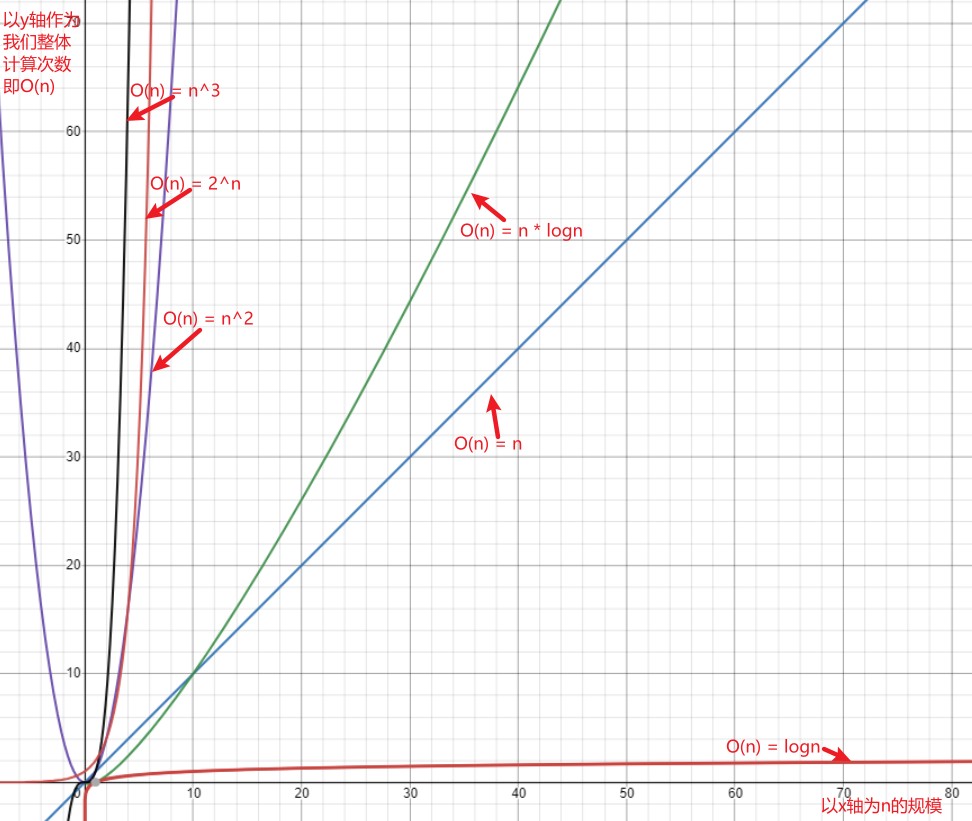 以y轴作为
我们整体
计算次数
即O(n)
70
O(n) = n^3
60
O(n) = 2^n
50
O(n) = n * logn
O(n) = n^2
40
O(n) = n
30
20
10
O(n) = logn
0 10 20 30 40 50 60 70 80
以x轴为n的规模